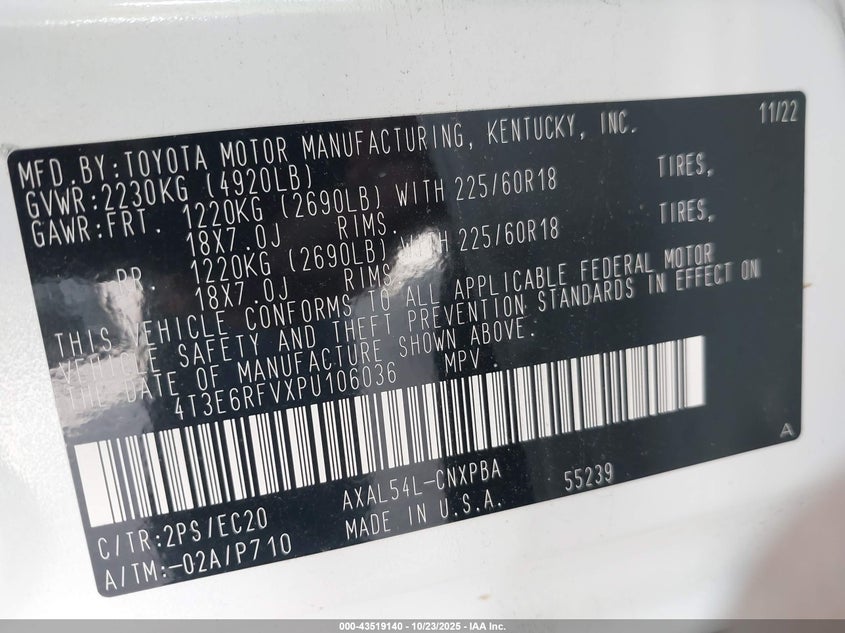 11/22
MFD.BY:TOYOTA MOTOR MANUFACTURING, KENTUCKY, INC.
GVWR:2230KG (4920LB)
GAWR:FRT. 1220KG (2690LB) WITH 225/60R18 TIRES,
18X7.0J RIMS.
RR. 1220KG (2690LB) WITH 225/60R18 TIRES,
18X7.0J RIMS
THIS VEHICLE CONFORMS TO ALL APPLICABLE FEDERAL MOTOR
VEHICLE SAFETY AND THEFT PREVENTION STANDARDS IN EFFECT ON
THE DATE OF MANUFACTURE SHOWN ABOVE.
4T3E6RFVXPU106036 MPV
A
C/TR:2PS/EC20 AXAL54L-CNXPBA 55239
A/TM:-02A/P710 MADE IN U.S.A.
000-43519140 - 10/23/2025 - IAA Inc.